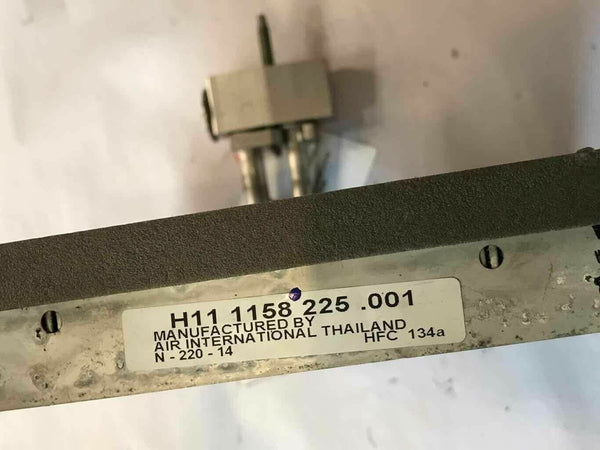 H11 1158 225 .001
MANUFACTURED BY
AIR INTERNATIONAL THAILAND
N - 220 - 14 HFC 134a